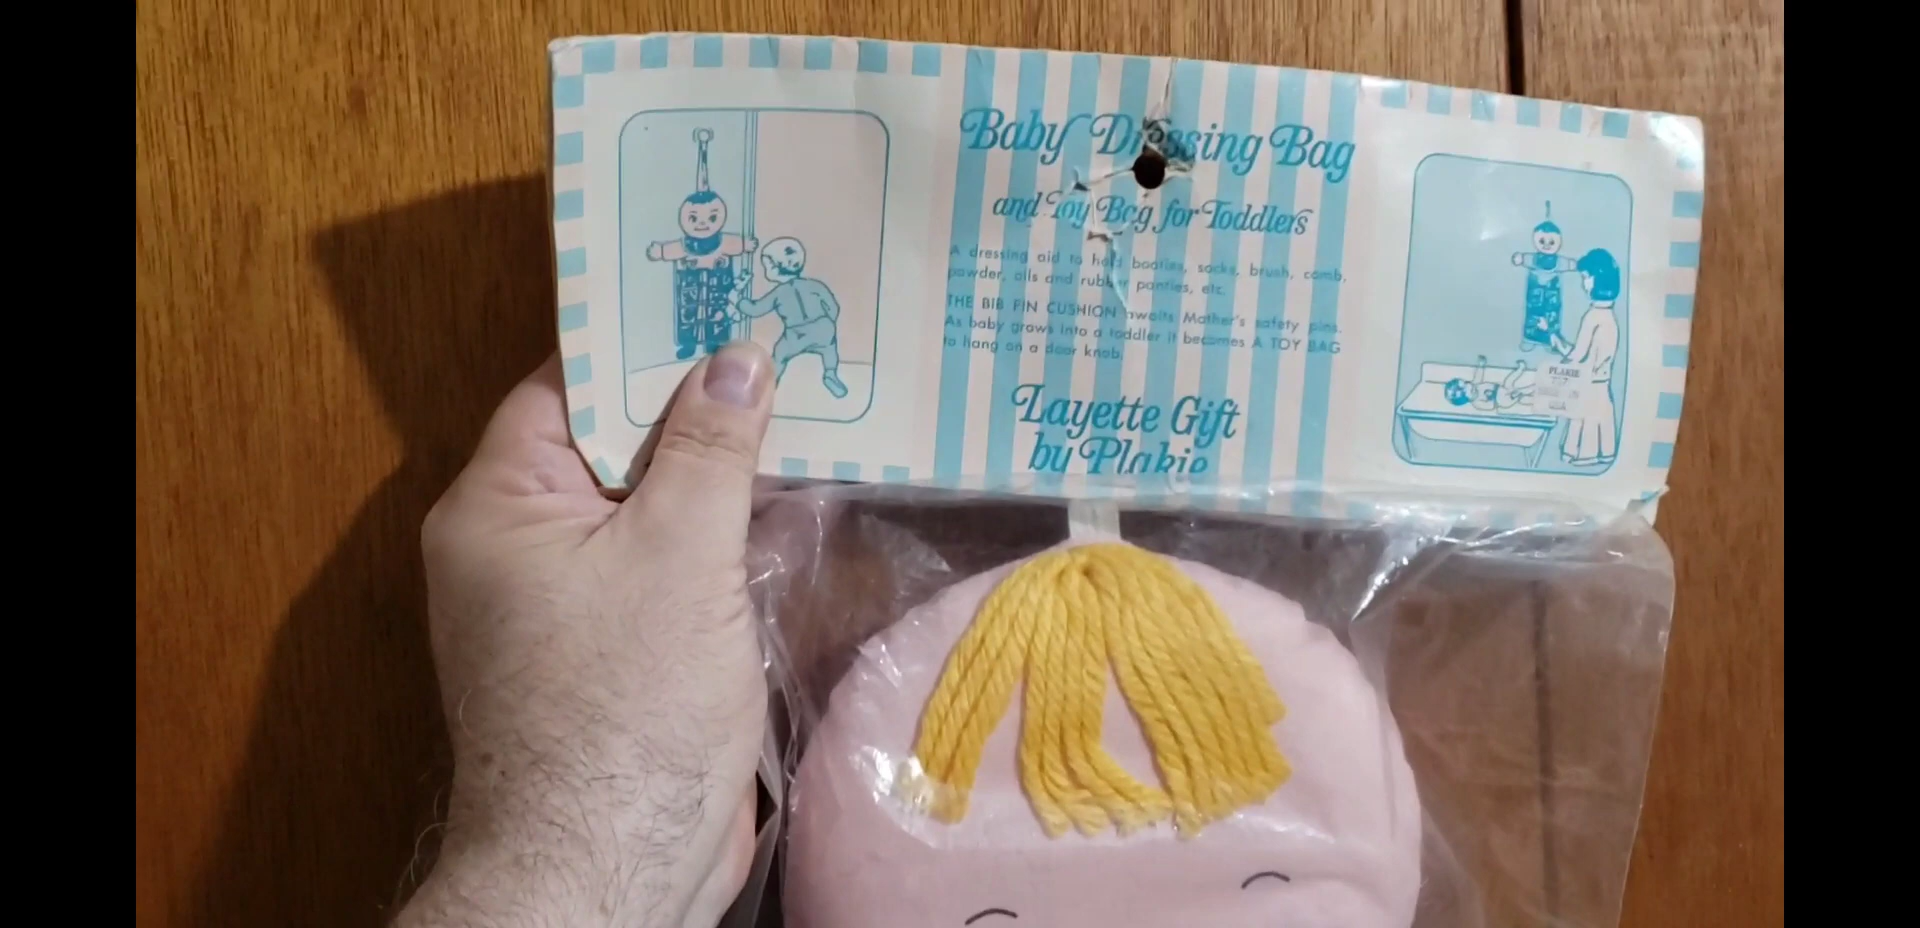 Baby Dressing Bag
and Toy Bag for Toddlers
A dressing aid to hold booties, socks, brush, comb,
powder, oils and rubber panties, etc.
THE BIB PIN CUSHION awaits Mother's safety pins.
As baby grows into a toddler it becomes A TOY BAG
to hang on a door knob.
Layette Gift
by Plakie
PLAKIE
USA